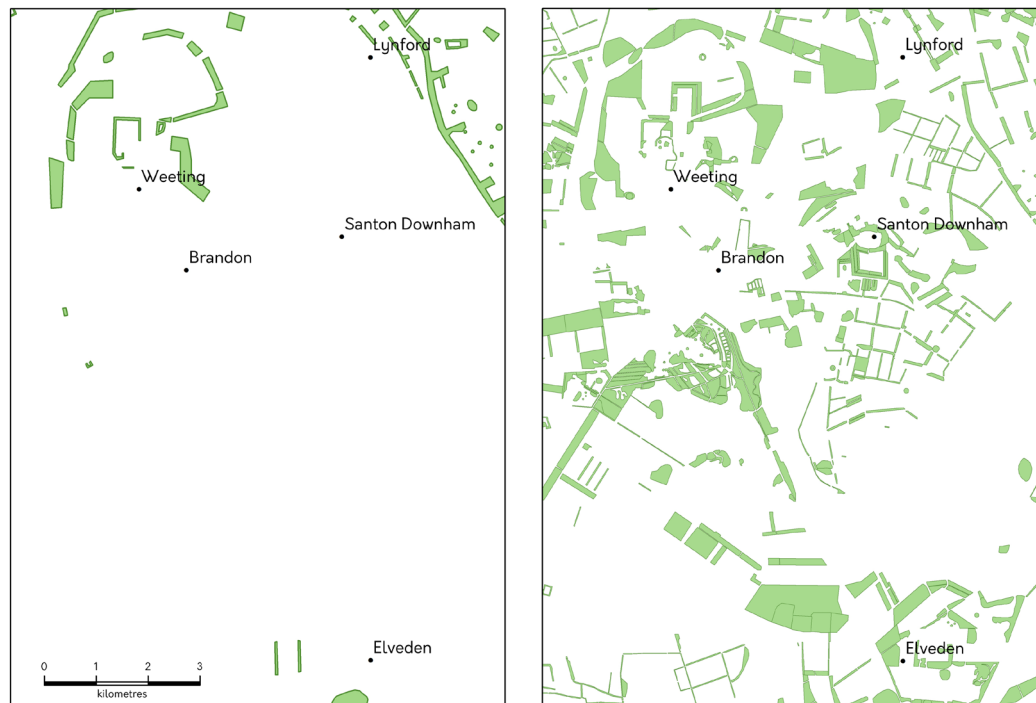 Lynford
Weeting
Santon Downham
Brandon
Elveden
0 1 2 3
kilometres
Lynford
Weeting
Santon Downham
Brandon
Elveden